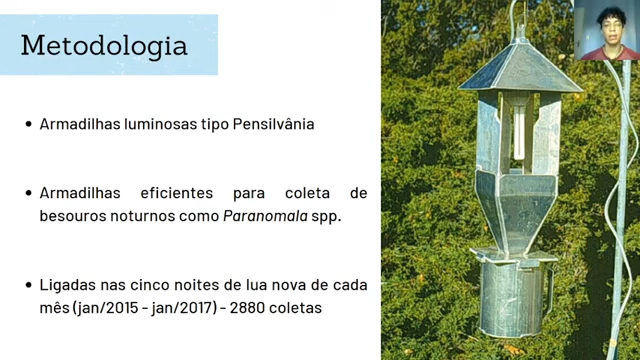 Metodologia
• Armadilhas luminosas tipo Pensilvânia
• Armadilhas eficientes para coleta de
besouros noturnos como Paranomala spp.
• Ligadas nas cinco noites de lua nova de cada
mês (jan/2015 - jan/2017) - 2880 coletas